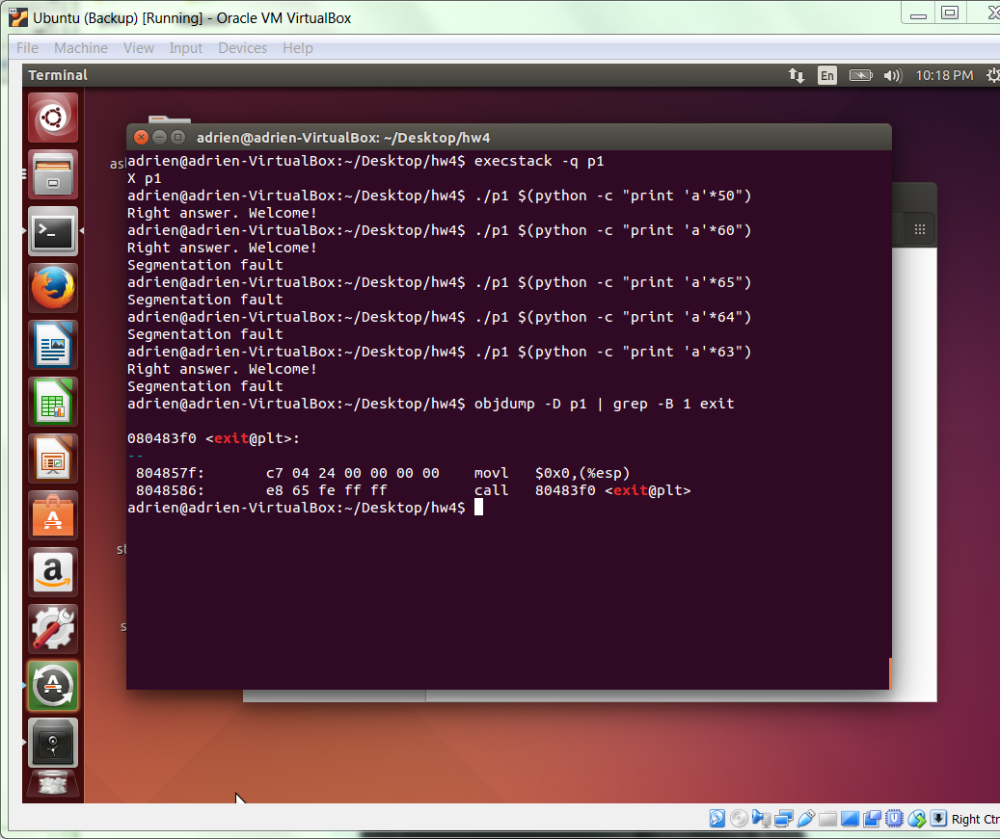 Ubuntu (Backup) [Running] - Oracle VM VirtualBox
File Machine View Input Devices Help
Terminal En 10:18 PM
adrien@adrien-VirtualBox: ~/Desktop/hw4
adrien@adrien-VirtualBox:~/Desktop/hw4$ execstack -q p1
X p1
adrien@adrien-VirtualBox:~/Desktop/hw4$ ./p1 $(python -c "print 'a'*50")
Right answer. Welcome!
adrien@adrien-VirtualBox:~/Desktop/hw4$ ./p1 $(python -c "print 'a'*60")
Right answer. Welcome!
Segmentation fault
adrien@adrien-VirtualBox:~/Desktop/hw4$ ./p1 $(python -c "print 'a'*65")
Segmentation fault
adrien@adrien-VirtualBox:~/Desktop/hw4$ ./p1 $(python -c "print 'a'*64")
Segmentation fault
adrien@adrien-VirtualBox:~/Desktop/hw4$ ./p1 $(python -c "print 'a'*63")
Right answer. Welcome!
Segmentation fault
adrien@adrien-VirtualBox:~/Desktop/hw4$ objdump -D p1 | grep -B 1 exit
080483f0 <exit@plt>:
--
804857f: c7 04 24 00 00 00 00 movl $0x0,(%esp)
8048586: e8 65 fe ff ff call 80483f0 <exit@plt>
adrien@adrien-VirtualBox:~/Desktop/hw4$
Right Ctr